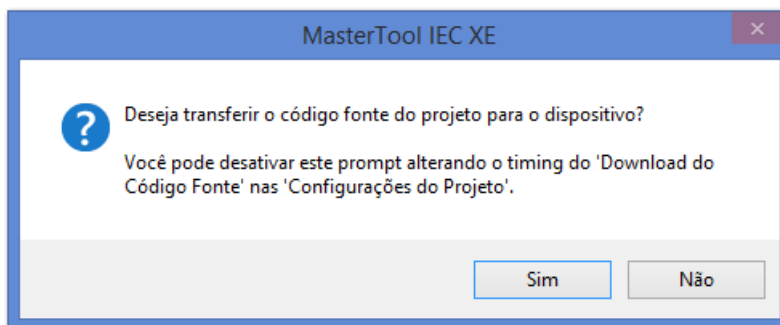 MasterTool IEC XE
Deseja transferir o código fonte do projeto para o dispositivo?
Você pode desativar este prompt alterando o timing do 'Download do
Código Fonte' nas 'Configurações do Projeto'.
Sim
Não